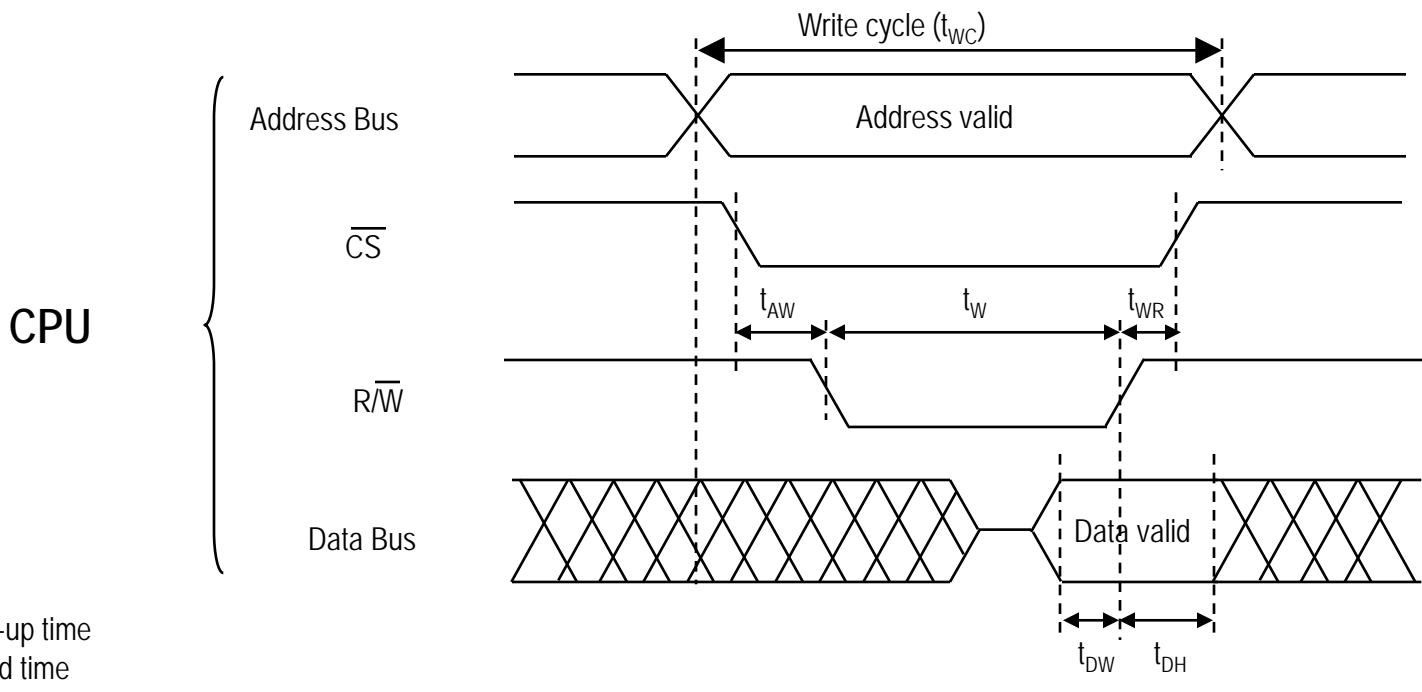 Write cycle (tWC)
Address Bus
Address valid
CS
tAW
tW
tWR
CPU
R/W
Data Bus
Data valid
-up time
d time
tDW
tDH